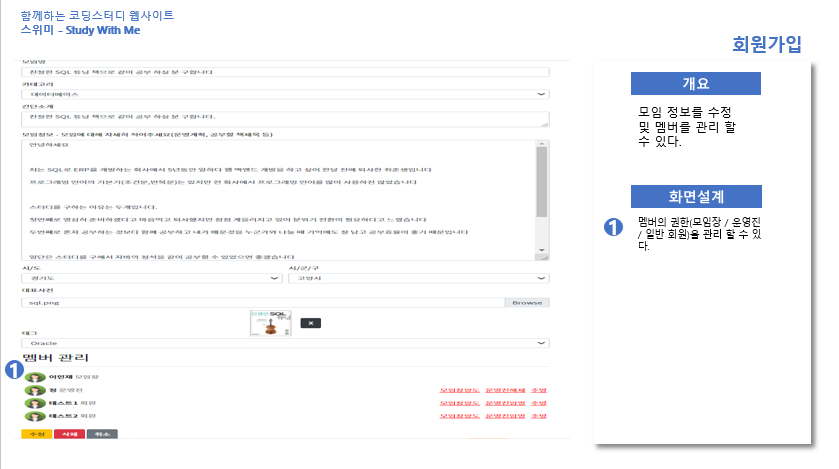 함께하는 코딩스터디 웹사이트
스위미 - Study With Me
회원가입
모임명
친절한 SQL 튜닝 책으로 같이 공부 하실 분 구합니다
카테고리
데이터베이스
간단소개
친절한 SQL 튜닝 책으로 같이 공부 하실 분 구합니다.
모임정보 - 모임에 대해 자세히 적어주세요(운영계획, 공부할 책제목 등)
안녕하세요
저는 SQL로 ERP를 개발하는 회사에서 5년동안 일하다 웹 백엔드 개발을 하고 싶어 한달 전에 퇴사한 취준생입니다
프로그래밍 언어의 기본기(조건문,반복문)는 있지만 전 회사에서 프로그래밍 언어를 많이 사용하진 않았습니다
스터디를 구하는 이유는 두개입니다.
첫번째로 열심히 준비하겠다고 마음먹고 퇴사했지만 점점 게을러지고 있어 분위기 전환이 필요하다고 느꼈습니다
두번째로 혼자 공부하는 것보다 함께 공부하고 내가 배운것을 누군가와 나눌 때 기억에도 잘 남고 공부효율이 좋기 때문입니다
일단은 스터디를 구해서 자바의 정석을 같이 공부할 수 있었으면 좋겠습니다
시/도
시/군/구
경기도
고양시
대표사진
sql.png
Browse
x
태그
Oracle
멤버 관리
1
이민재 모임장
정 운영진
모임장양도 운영진해제 추방
테스트1 회원
모임장양도 운영진임명 추방
테스트2 회원
모임장양도 운영진임명 추방
수정 삭제 취소
개요
모임 정보를 수정
및 멤버를 관리 할
수 있다.
화면설계
1
멤버의 권한(모임장 / 운영진
/ 일반 회원)을 관리 할 수 있
다.